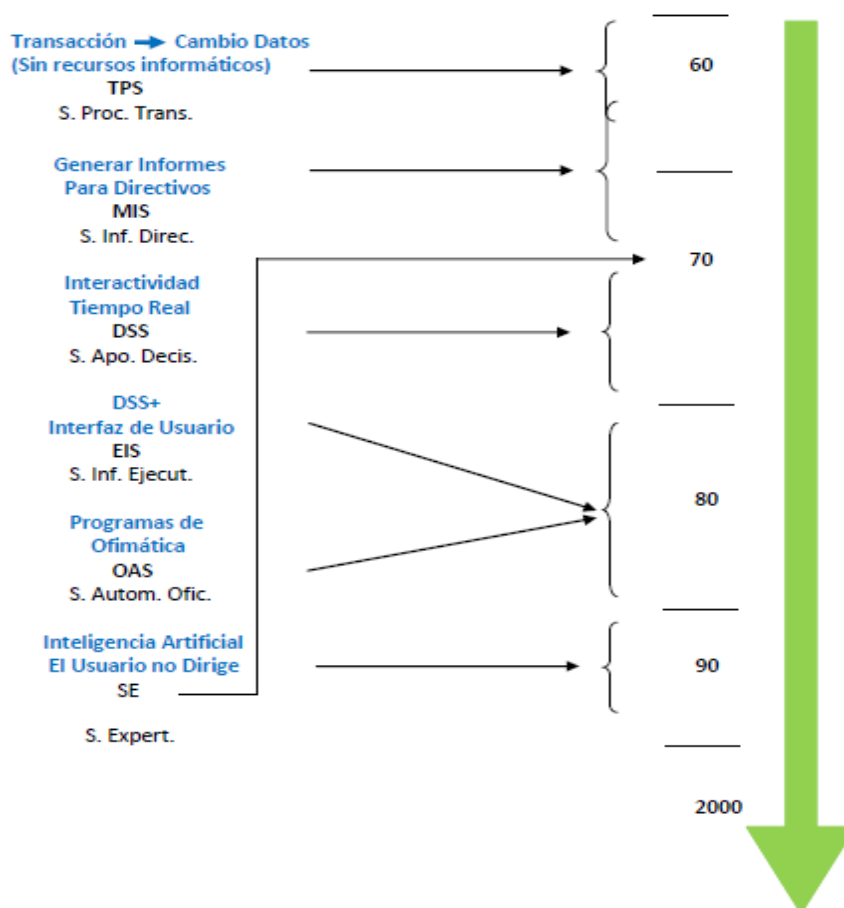 Transacción → Cambio Datos
(Sin recursos informáticos)
TPS
S. Proc. Trans.
60
Generar Informes
Para Directivos
MIS
S. Inf. Direc.
70
Interactividad
Tiempo Real
DSS
S. Apo. Decis.
DSS+
Interfaz de Usuario
EIS
S. Inf. Ejecut.
80
Programas de
Ofimática
OAS
S. Autom. Ofic.
Inteligencia Artificial
El Usuario no Dirige
SE
90
S. Expert.
2000